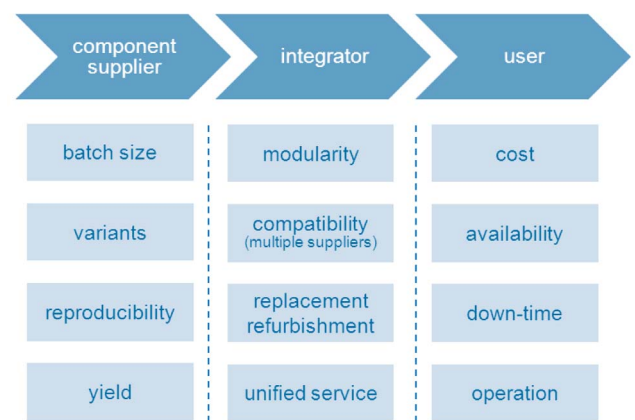 component
supplier
integrator
user
batch size
modularity
cost
variants
compatibility
(multiple suppliers)
availability
reproducibility
replacement
refurbishment
down-time
yield
unified service
operation